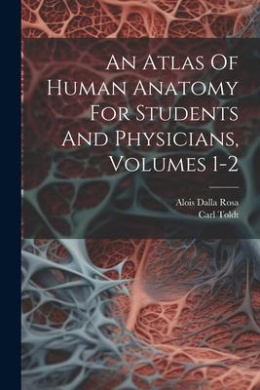 An Atlas Of
Human Anatomy
For Students
And Physicians,
Volumes 1-2
Alois Dalla Rosa
Carl Toldt